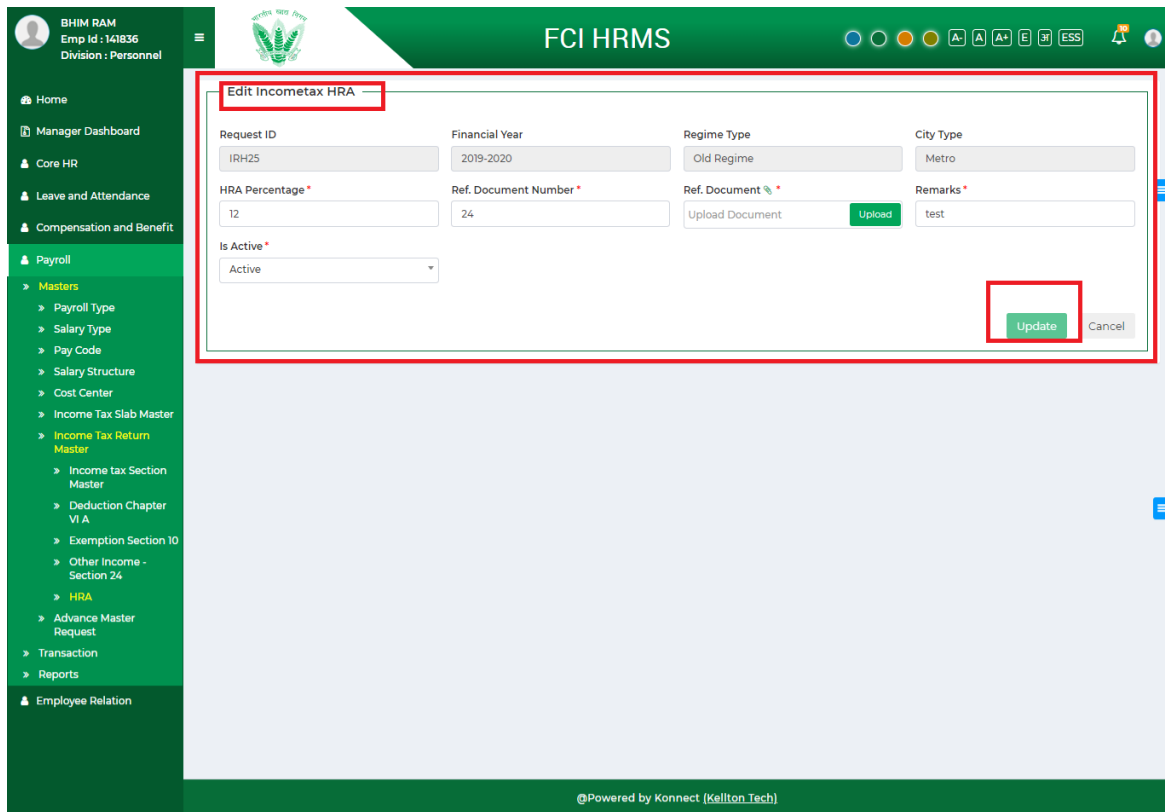 BHIM RAM
Emp Id : 141836
Division : Personnel
FCI HRMS
A- A A+ E अ ESS
10
Home
Manager Dashboard
Core HR
Leave and Attendance
Compensation and Benefit
Payroll
» Masters
» Payroll Type
» Salary Type
» Pay Code
» Salary Structure
» Cost Center
» Income Tax Slab Master
» Income Tax Return
Master
» Income tax Section
Master
» Deduction Chapter
VI A
» Exemption Section 10
» Other Income -
Section 24
» HRA
» Advance Master
Request
» Transaction
» Reports
Employee Relation
Edit Incometax HRA
Request ID Financial Year Regime Type City Type
IRH25 2019-2020 Old Regime Metro
HRA Percentage * Ref. Document Number * Ref. Document * Remarks *
12 24 Upload Document Upload test
Is Active *
Active
Update Cancel
@Powered by Konnect (Kellton Tech)